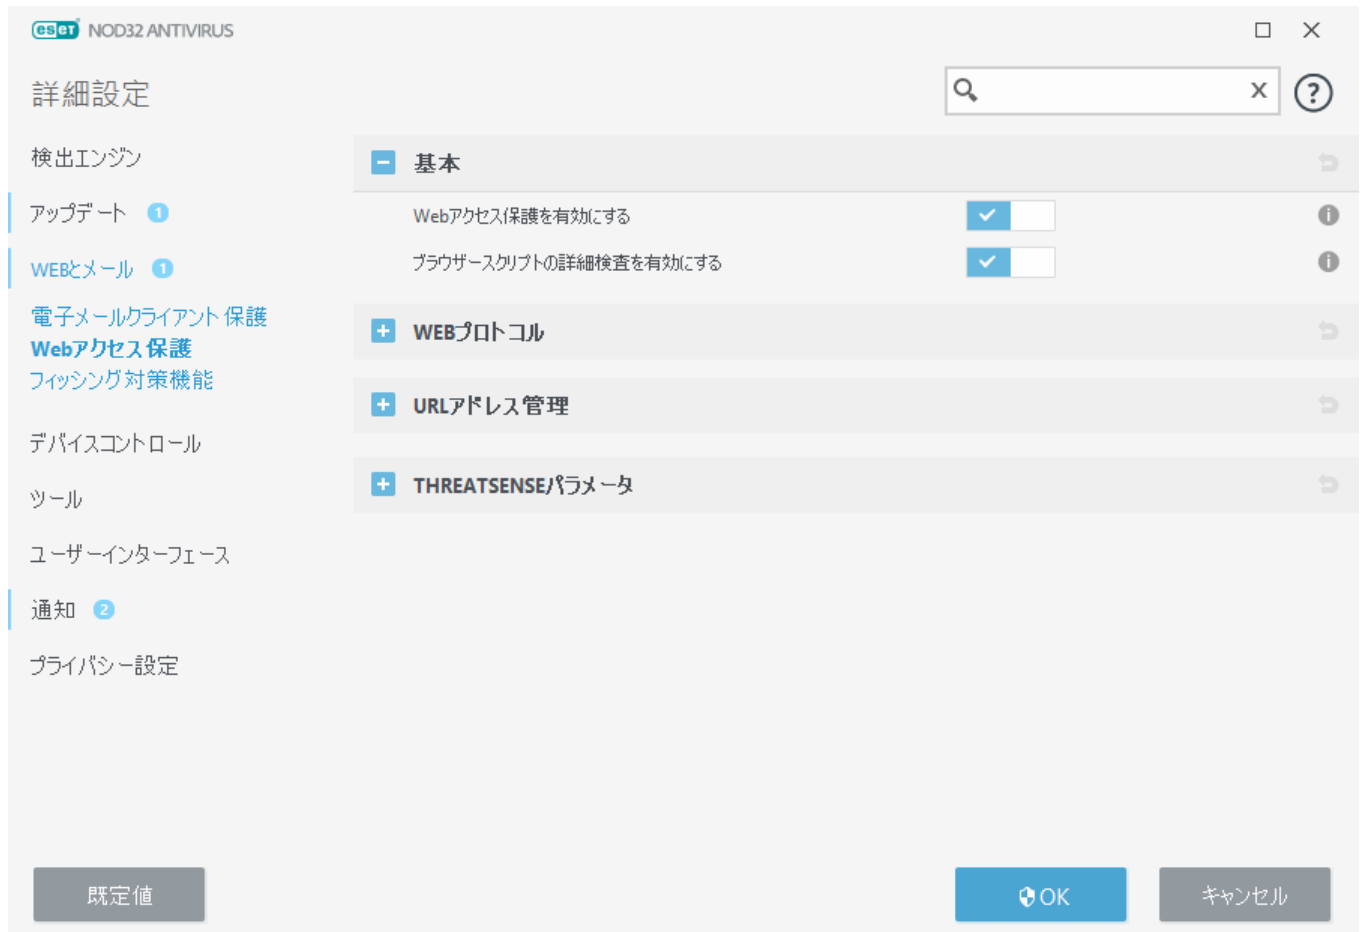 eseT NOD32 ANTIVIRUS
詳細設定
検出エンジン
アップデート 1
WEBとメール 1
電子メールクライアント保護
Webアクセス保護
フィッシング対策機能
デバイスコントロール
ツール
ユーザーインターフェース
通知 2
プライバシー設定
基本
Webアクセス保護を有効にする
ブラウザースクリプトの詳細検査を有効にする
WEBプロトコル
URLアドレス管理
THREATSENSEパラメータ
既定値
OK
キャンセル